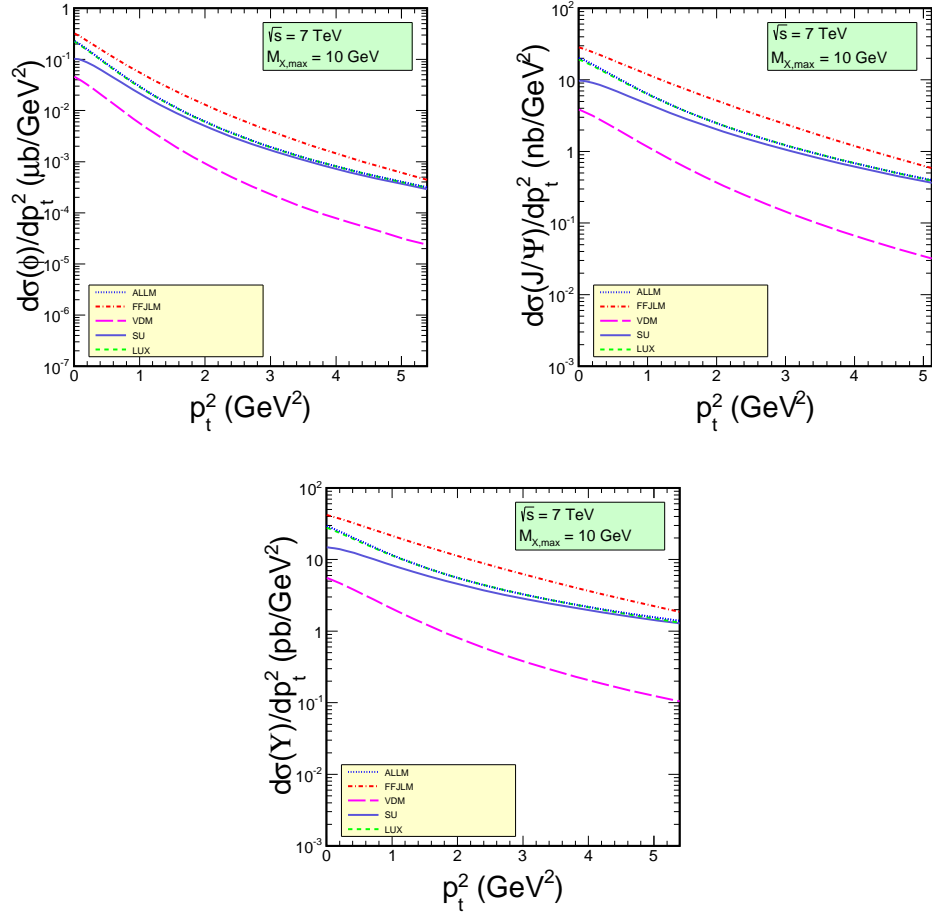 dσ(ϕ)/dp_t^2 (μb/GeV^2)
1
10^-1
10^-2
10^-3
10^-4
10^-5
10^-6
10^-7
√s = 7 TeV
M_X,max = 10 GeV
ALLM
FFJLM
VDM
SU
LUX
0 1 2 3 4 5
p_t^2 (GeV^2)
dσ(J/Ψ)/dp_t^2 (nb/GeV^2)
10^2
10
1
10^-1
10^-2
10^-3
√s = 7 TeV
M_X,max = 10 GeV
ALLM
FFJLM
VDM
SU
LUX
0 1 2 3 4 5
p_t^2 (GeV^2)
dσ(Υ)/dp_t^2 (pb/GeV^2)
10^2
10
1
10^-1
10^-2
10^-3
√s = 7 TeV
M_X,max = 10 GeV
ALLM
FFJLM
VDM
SU
LUX
0 1 2 3 4 5
p_t^2 (GeV^2)